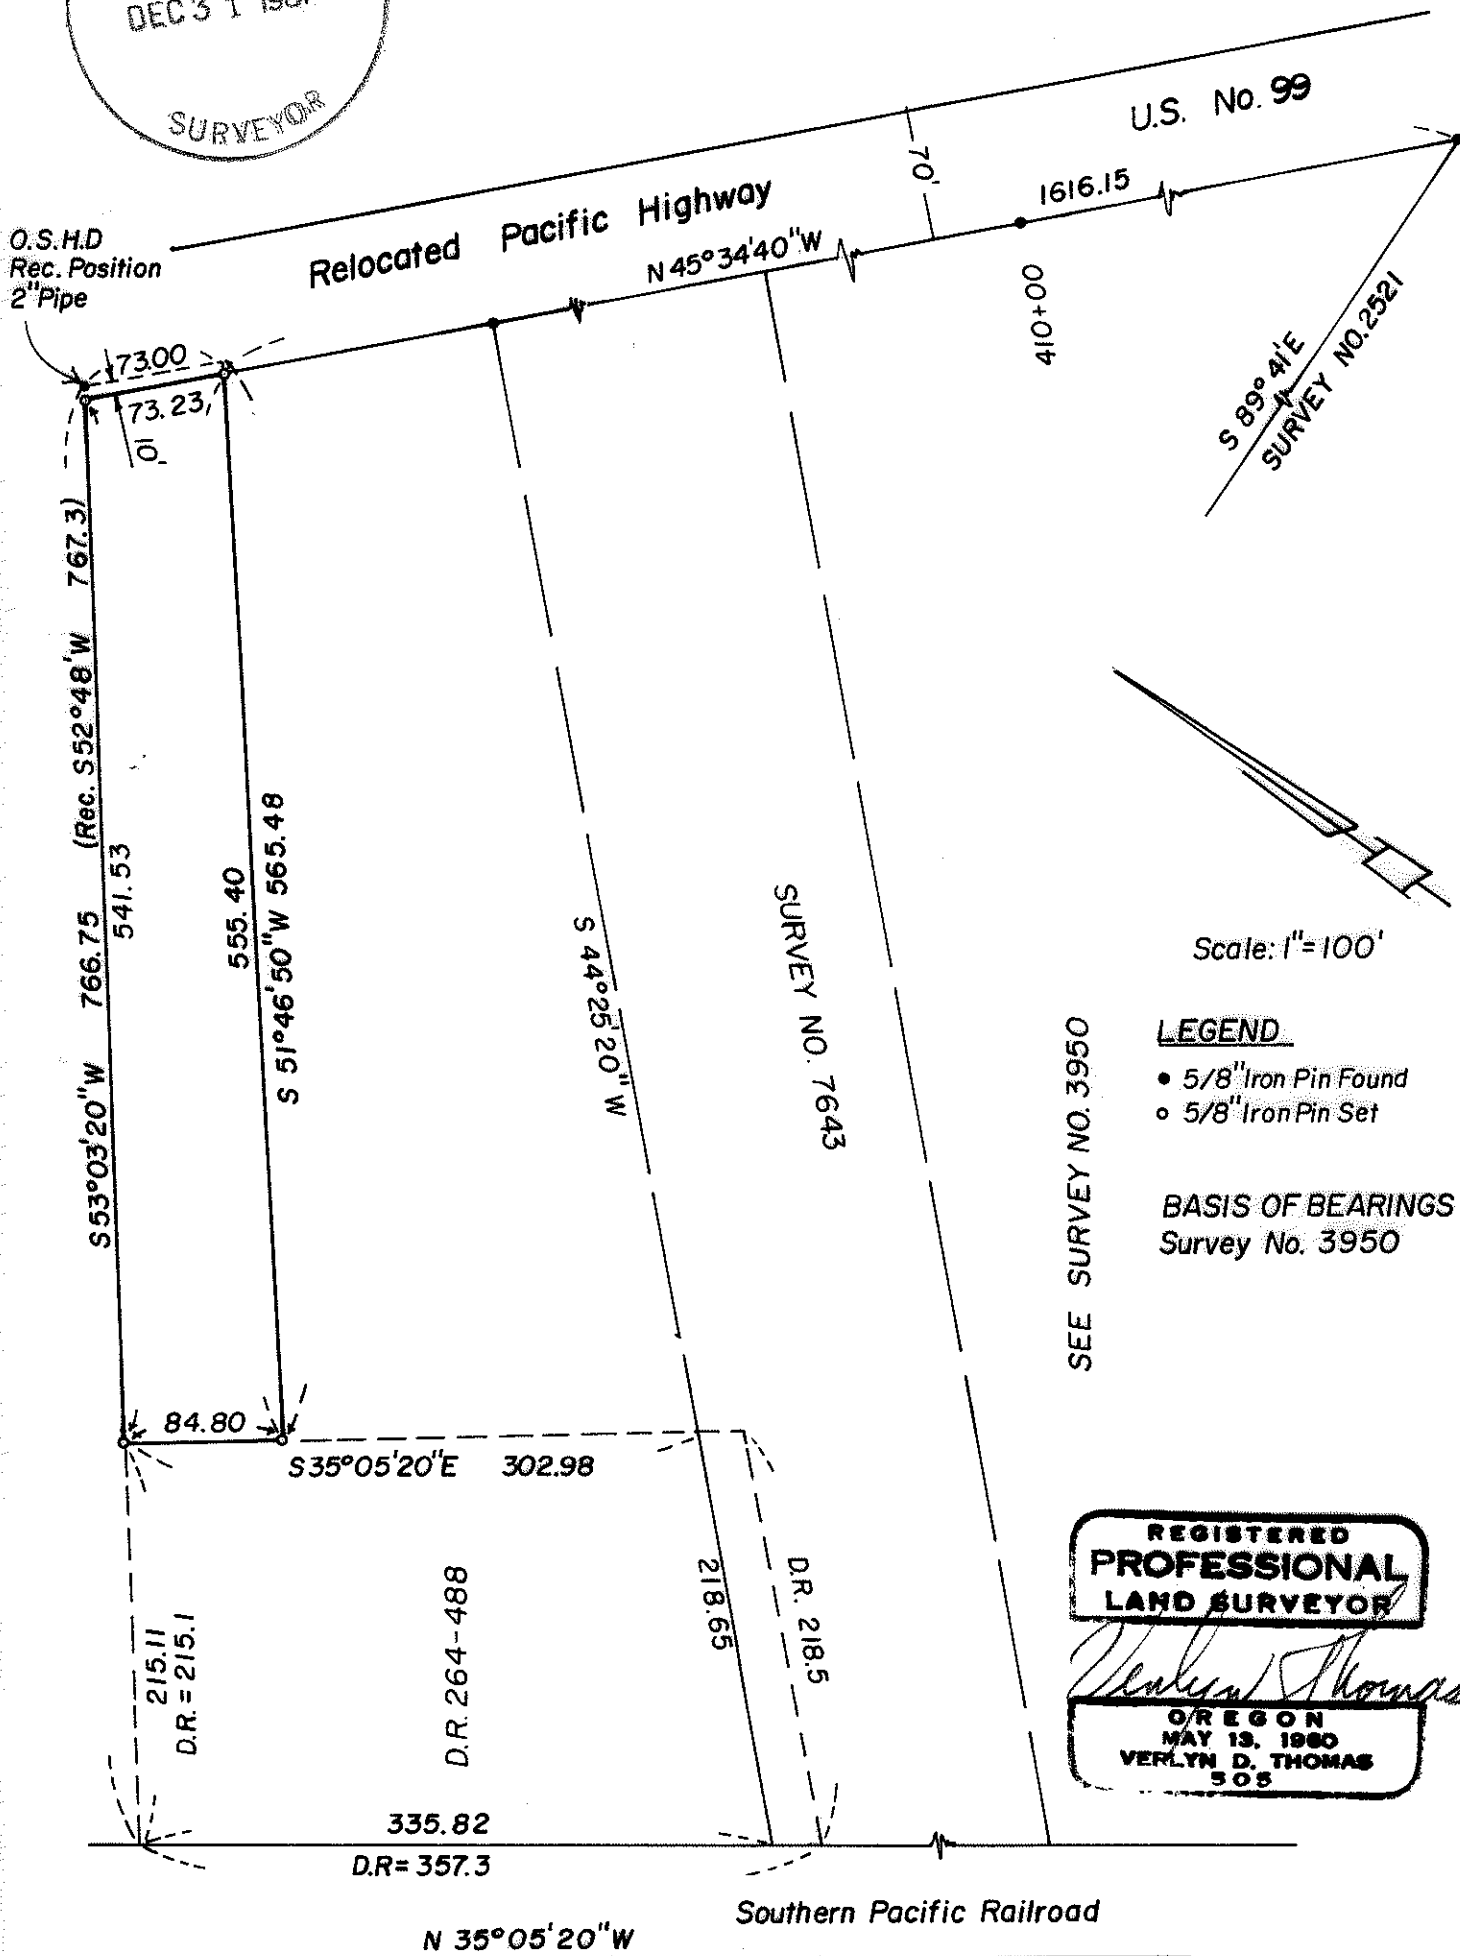 DEC 3 1
SURVEYOR
U.S. No. 99
70'
1616.15
Relocated Pacific Highway
N 45°34'40"W
O.S.H.D
Rec. Position
2"Pipe
73.00
73.23
10'
410+00
S 89°41'E
SURVEY NO. 2521
S53°03'20"W 766.75 (Rec. S52°48'W 767.3)
541.53
555.40
S 51°46'50"W 565.48
S 44°25'20"W
SURVEY NO. 7643
Scale: 1"=100'
SEE SURVEY NO. 3950
LEGEND
• 5/8"Iron Pin Found
o 5/8"Iron Pin Set
BASIS OF BEARINGS
Survey No. 3950
84.80
S35°05'20"E 302.98
215.11
D.R. = 215.1
D.R. 264-488
218.65
D.R. 218.5
REGISTERED
PROFESSIONAL
LAND SURVEYOR
Verlyn Thomas
OREGON
MAY 13, 1960
VERLYN D. THOMAS
505
335.82
D.R= 357.3
Southern Pacific Railroad
N 35°05'20"W